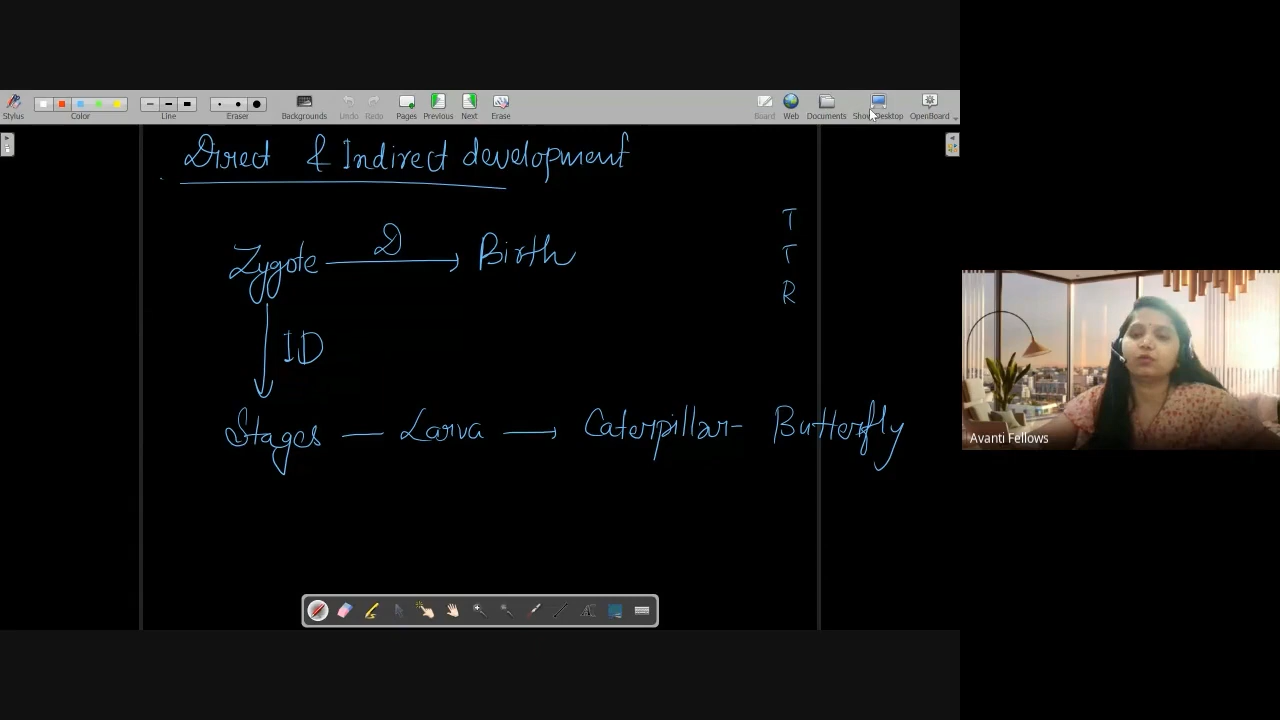 Stylus Color Line Eraser Backgrounds Undo Redo Pages Previous Next Erase Board Web Documents Show Desktop OpenBoard
Direct & Indirect development
Zygote D Birth
T
T
R
ID
Stages — Larva → Caterpillar- Butterfly
Avanti Fellows